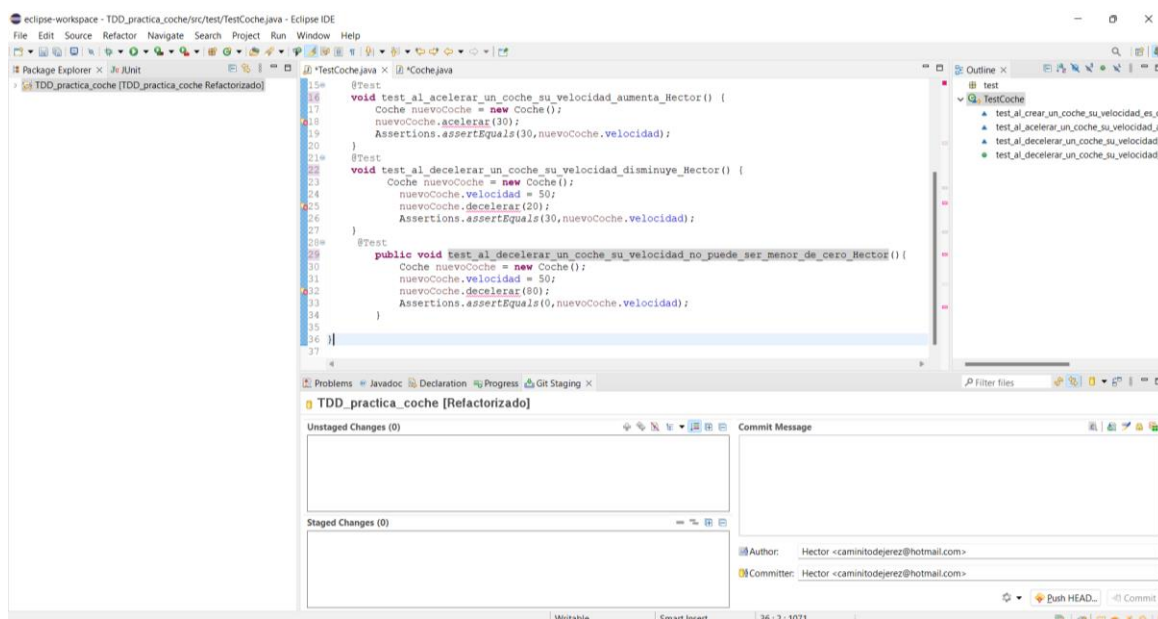 eclipse-workspace - TDD_practica_coche/src/test/TestCoche.java - Eclipse IDE
File Edit Source Refactor Navigate Search Project Run Window Help
Package Explorer JUnit
TDD_practica_coche [TDD_practica_coche Refactorizado]
*TestCoche.java *Coche.java
15 @Test
16 void test_al_acelerar_un_coche_su_velocidad_aumenta_Hector() {
17 Coche nuevoCoche = new Coche();
18 nuevoCoche.acelerar(30);
19 Assertions.assertEquals(30,nuevoCoche.velocidad);
20 }
21 @Test
22 void test_al_decelerar_un_coche_su_velocidad_disminuye_Hector() {
23 Coche nuevoCoche = new Coche();
24 nuevoCoche.velocidad = 50;
25 nuevoCoche.decelerar(20);
26 Assertions.assertEquals(30,nuevoCoche.velocidad);
27 }
28 @Test
29 public void test_al_decelerar_un_coche_su_velocidad_no_puede_ser_menor_de_cero_Hector(){
30 Coche nuevoCoche = new Coche();
31 nuevoCoche.velocidad = 50;
32 nuevoCoche.decelerar(80);
33 Assertions.assertEquals(0,nuevoCoche.velocidad);
34 }
35
36 }
37
Outline
test
TestCoche
test_al_crear_un_coche_su_velocidad_es_
test_al_acelerar_un_coche_su_velocidad_
test_al_decelerar_un_coche_su_velocidad
test_al_decelerar_un_coche_su_velocidad
Problems Javadoc Declaration Progress Git Staging
Filter files
TDD_practica_coche [Refactorizado]
Unstaged Changes (0)
Commit Message
Staged Changes (0)
Author: Hector <caminitodejerez@hotmail.com>
Committer: Hector <caminitodejerez@hotmail.com>
Push HEAD... Commit
Writable Smart Insert 36 : 2 : 1071